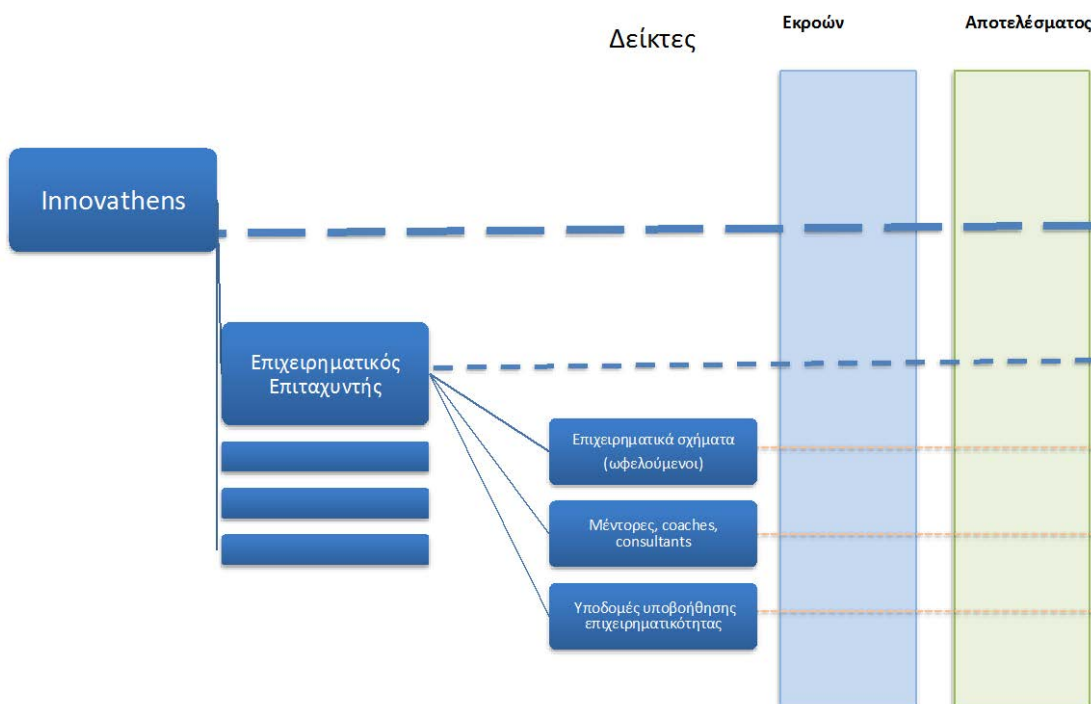 Δείκτες
Εκροών
Αποτελέσματος
Innovathens
Επιχειρηματικός
Επιταχυντής
Επιχειρηματικά σχήματα
(ωφελούμενοι)
Μέντορες, coaches,
consultants
Υποδομές υποβοήθησης
επιχειρηματικότητας